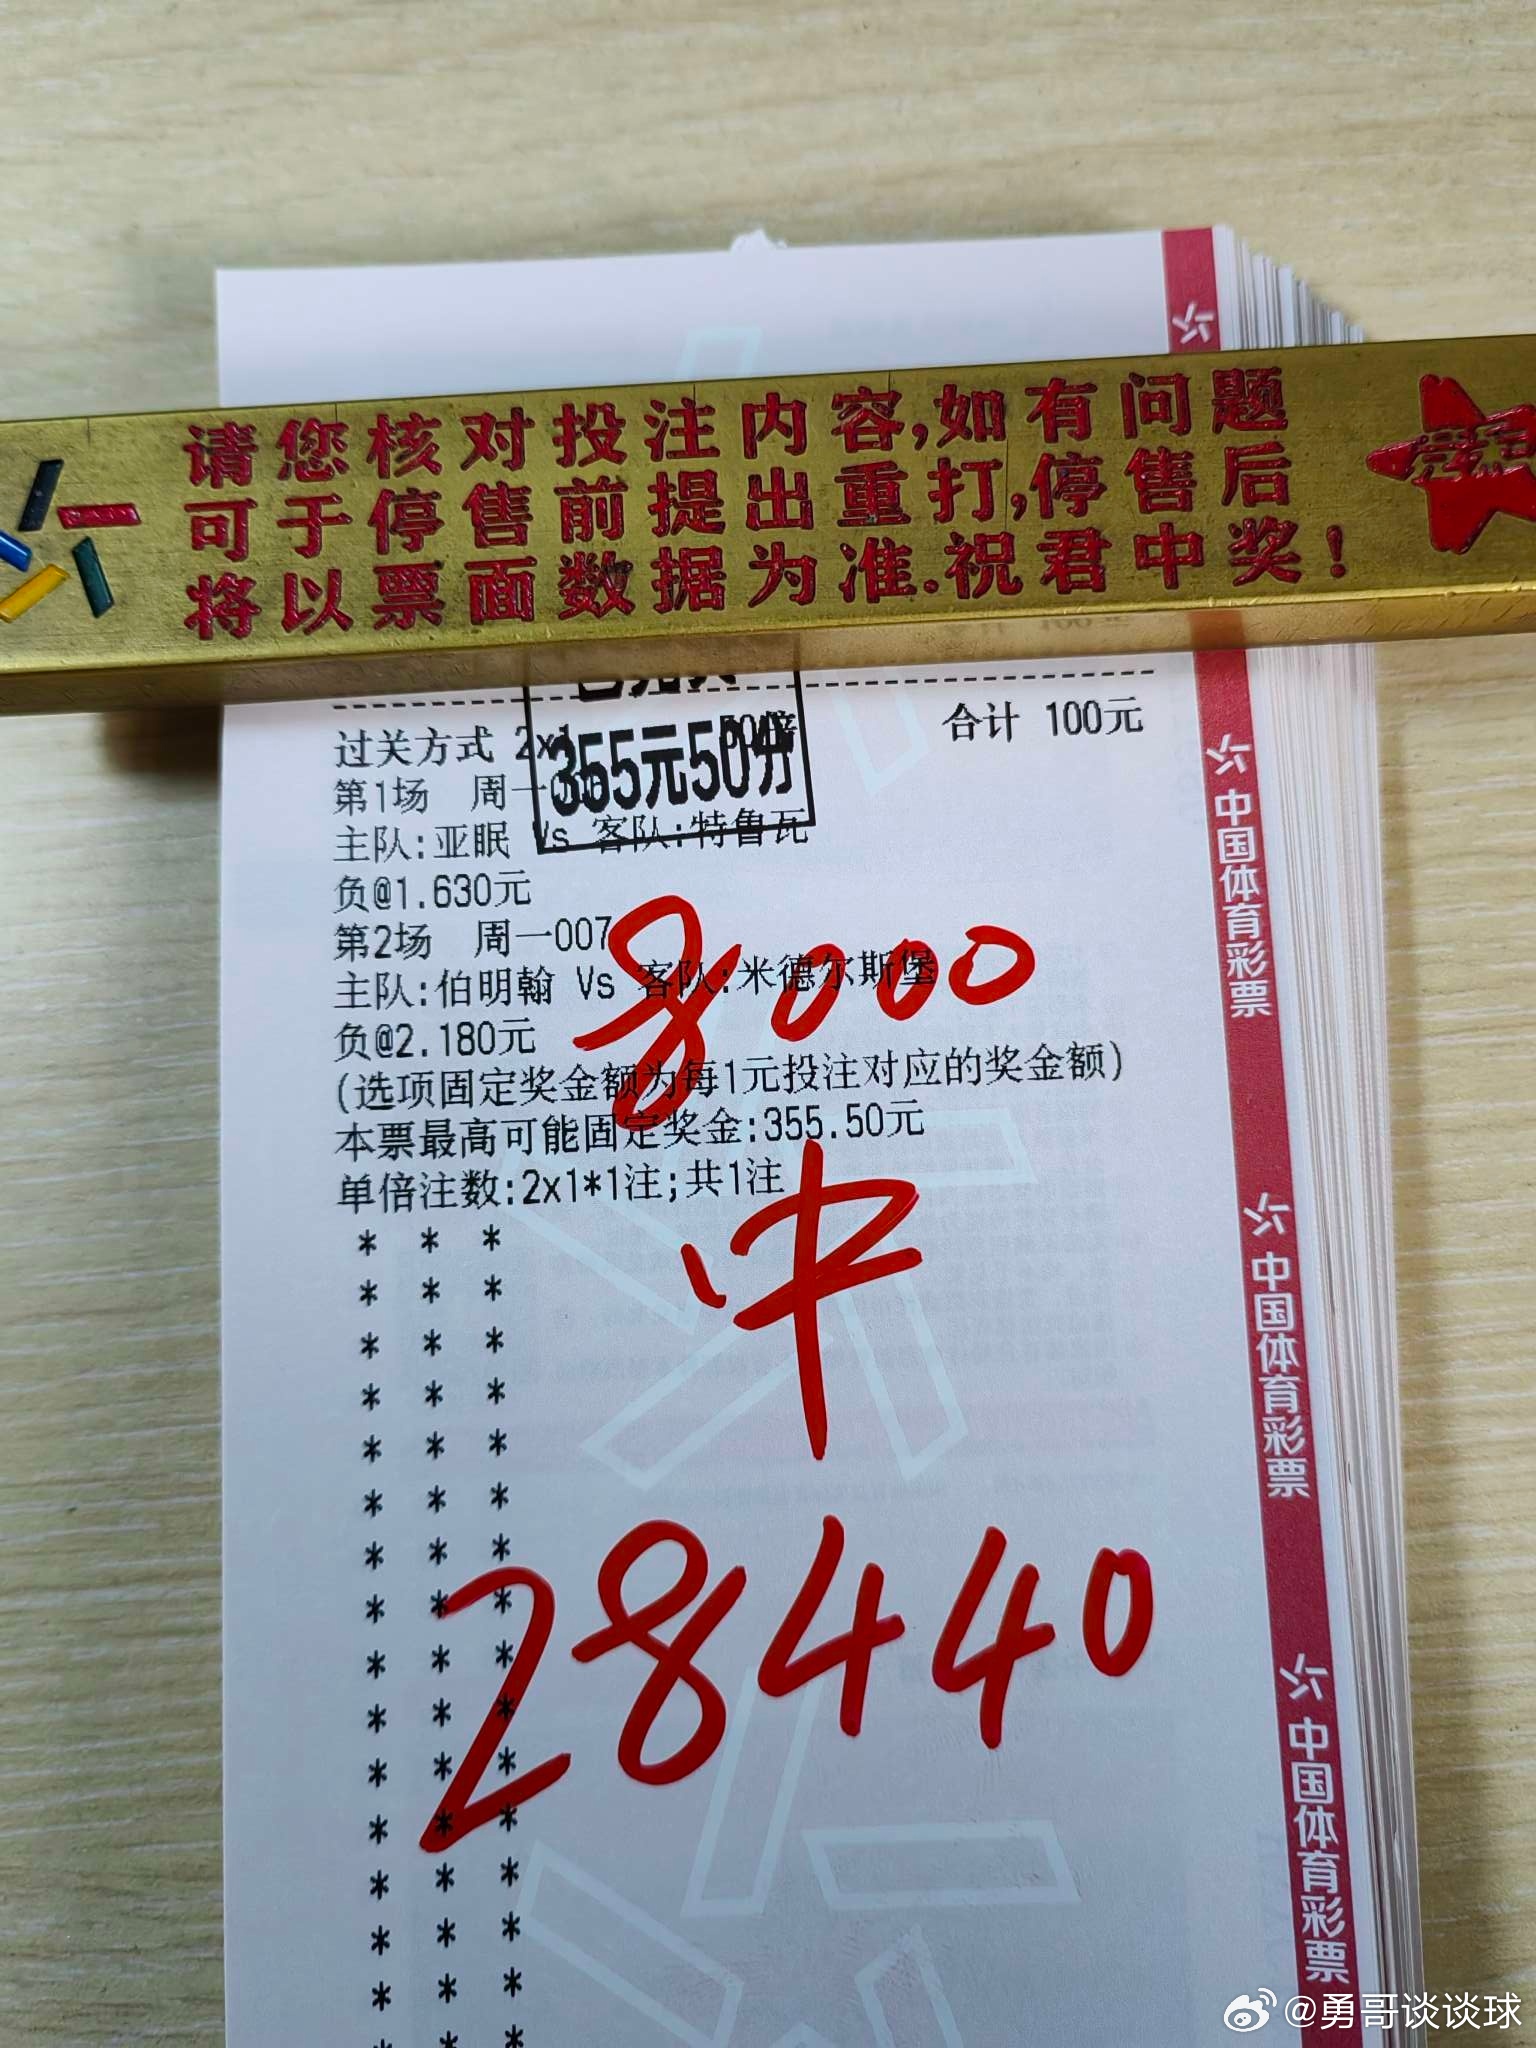 请您核对投注内容,如有问题
可于停售前提出重打,停售后
将以票面数据为准.祝君中奖!
过关方式 2x1 50倍 合计 100元
355元50分
第1场 周一
主队:亚眠 Vs 客队:特鲁瓦
负@1.630元
第2场 周一007
主队:伯明翰 Vs 客队:米德尔斯堡
负@2.180元
(选项固定奖金额为每1元投注对应的奖金额)
本票最高可能固定奖金:355.50元
单倍注数:2x1*1注;共1注
8000
中
28440
中国体育彩票
中国体育彩票
中国体育彩票
@勇哥谈谈球